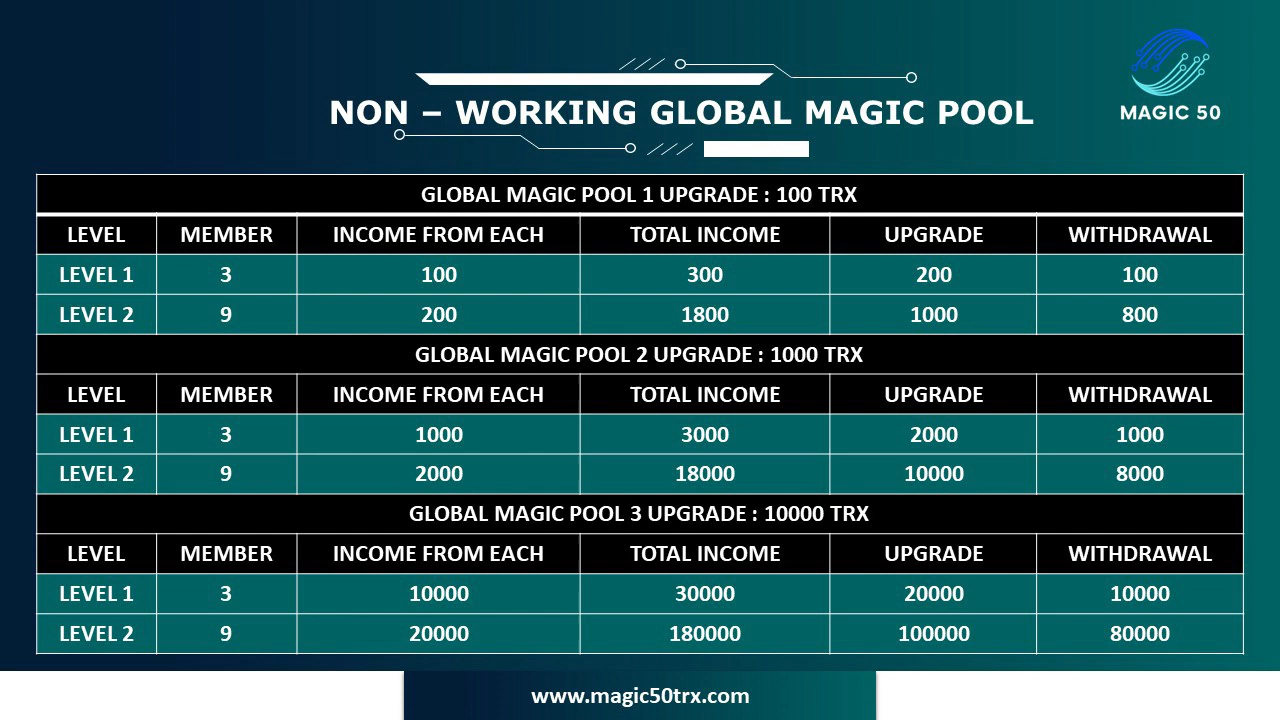 MAGIC 50
NON – WORKING GLOBAL MAGIC POOL
GLOBAL MAGIC POOL 1 UPGRADE : 100 TRX
LEVEL MEMBER INCOME FROM EACH TOTAL INCOME UPGRADE WITHDRAWAL
LEVEL 1 3 100 300 200 100
LEVEL 2 9 200 1800 1000 800
GLOBAL MAGIC POOL 2 UPGRADE : 1000 TRX
LEVEL MEMBER INCOME FROM EACH TOTAL INCOME UPGRADE WITHDRAWAL
LEVEL 1 3 1000 3000 2000 1000
LEVEL 2 9 2000 18000 10000 8000
GLOBAL MAGIC POOL 3 UPGRADE : 10000 TRX
LEVEL MEMBER INCOME FROM EACH TOTAL INCOME UPGRADE WITHDRAWAL
LEVEL 1 3 10000 30000 20000 10000
LEVEL 2 9 20000 180000 100000 80000
www.magic50trx.com